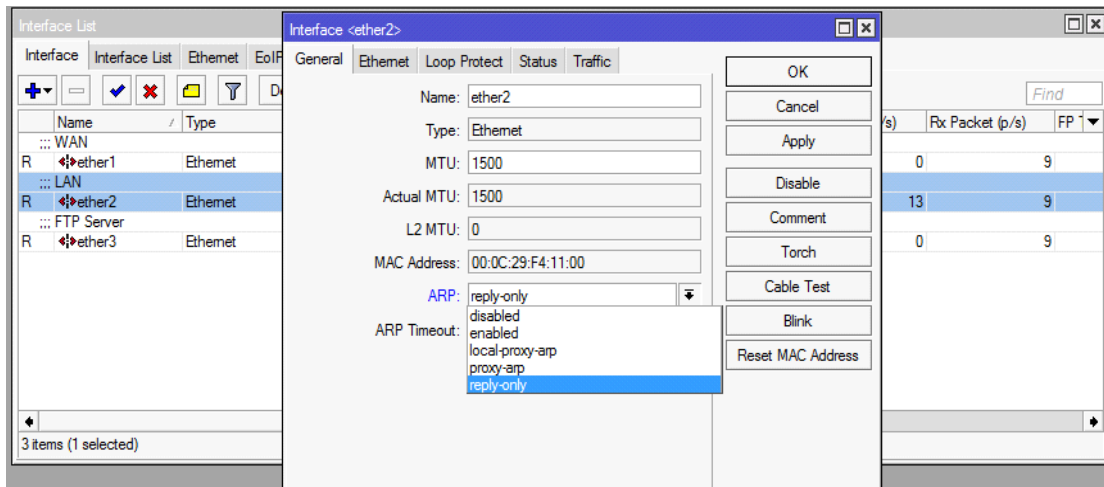 Interface List
Interface Interface List Ethernet EoIP
Find
Name Type
Rx Packet (p/s)
;;; WAN
R ether1 Ethernet 0 9
;;; LAN
R ether2 Ethernet 13 9
;;; FTP Server
R ether3 Ethernet 0 9
3 items (1 selected)
Interface <ether2>
General Ethernet Loop Protect Status Traffic
Name: ether2
Type: Ethernet
MTU: 1500
Actual MTU: 1500
L2 MTU: 0
MAC Address: 00:0C:29:F4:11:00
ARP: reply-only
ARP Timeout:
disabled
enabled
local-proxy-arp
proxy-arp
reply-only
OK
Cancel
Apply
Disable
Comment
Torch
Cable Test
Blink
Reset MAC Address